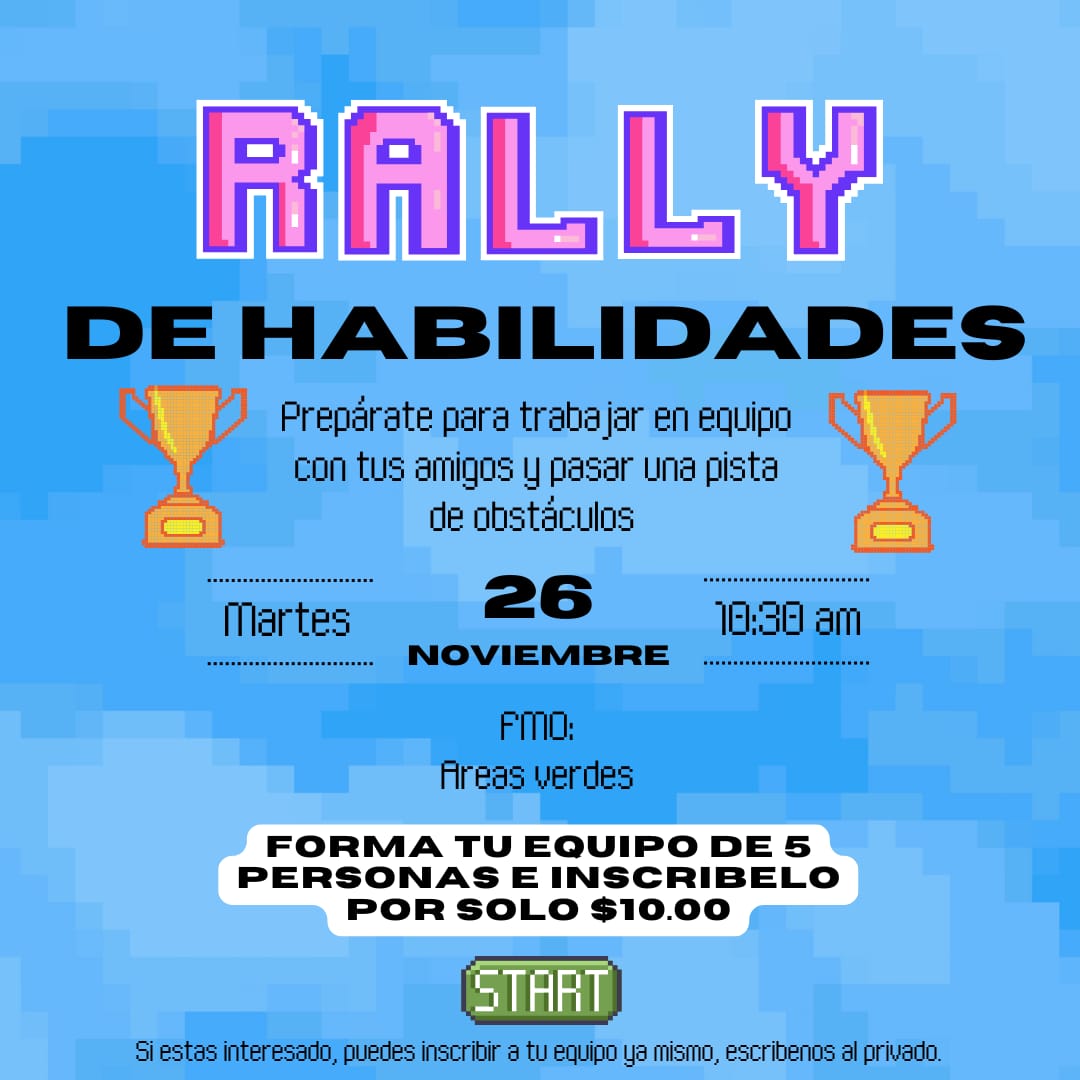 RALLY
DE HABILIDADES
Prepárate para trabajar en equipo
con tus amigos y pasar una pista
de obstáculos
Martes
26
NOVIEMBRE
10:30 am
FMO:
Areas verdes
FORMA TU EQUIPO DE 5
PERSONAS E INSCRIBELO
POR SOLO $10.00
START
Si estas interesado, puedes inscribir a tu equipo ya mismo, escribenos al privado.